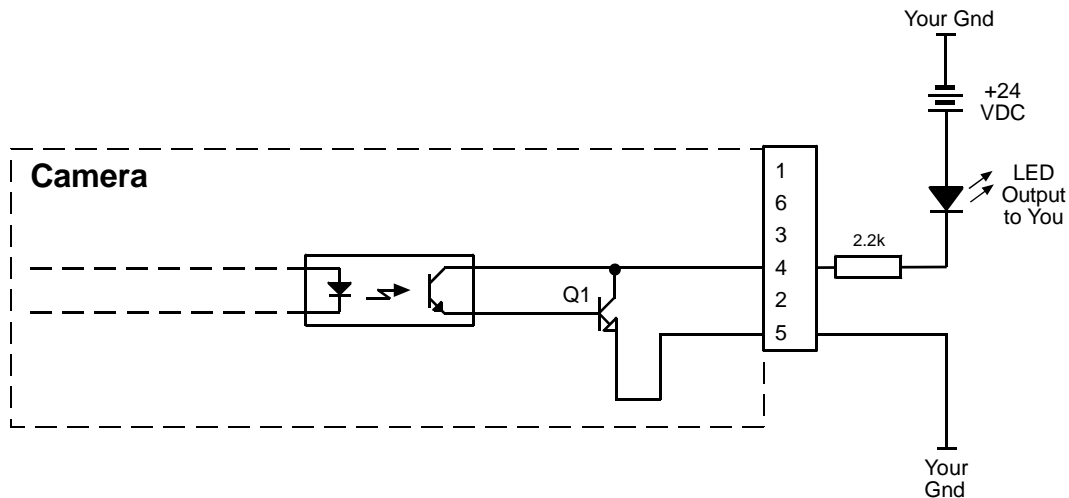 Your Gnd
+24
VDC
Camera
1
6
3
4
2
5
LED
Output
to You
2.2k
Q1
Your
Gnd